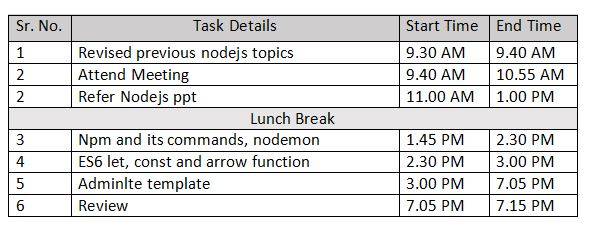 Sr. No. Task Details Start Time End Time
1 Revised previous nodejs topics 9.30 AM 9.40 AM
2 Attend Meeting 9.40 AM 10.55 AM
2 Refer Nodejs ppt 11.00 AM 1.00 PM
Lunch Break
3 Npm and its commands, nodemon 1.45 PM 2.30 PM
4 ES6 let, const and arrow function 2.30 PM 3.00 PM
5 Adminlte template 3.00 PM 7.05 PM
6 Review 7.05 PM 7.15 PM